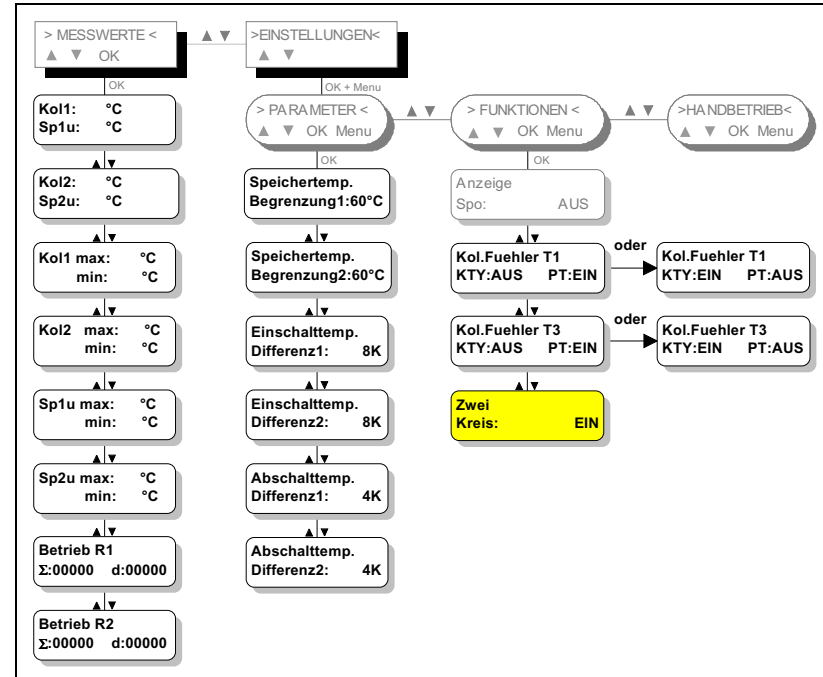 > MESSWERTE <
▲ ▼ OK
▲ ▼
>EINSTELLUNGEN<
▲ ▼
OK
Kol1: °C
Sp1u: °C
▲ ▼
Kol2: °C
Sp2u: °C
▲ ▼
Kol1 max: °C
min: °C
▲ ▼
Kol2 max: °C
min: °C
▲ ▼
Sp1u max: °C
min: °C
▲ ▼
Sp2u max: °C
min: °C
▲ ▼
Betrieb R1
Σ:00000 d:00000
▲ ▼
Betrieb R2
Σ:00000 d:00000
OK + Menu
> PARAMETER <
▲ ▼ OK Menu
OK
Speichertemp.
Begrenzung1:60°C
▲ ▼
Speichertemp.
Begrenzung2:60°C
▲ ▼
Einschalttemp.
Differenz1: 8K
▲ ▼
Einschalttemp.
Differenz2: 8K
▲ ▼
Abschalttemp.
Differenz1: 4K
▲ ▼
Abschalttemp.
Differenz2: 4K
▲ ▼
> FUNKTIONEN <
▲ ▼ OK Menu
OK
Anzeige
Spo: AUS
▲ ▼
Kol.Fuehler T1
KTY:AUS PT:EIN
oder
Kol.Fuehler T1
KTY:EIN PT:AUS
▲ ▼
Kol.Fuehler T3
KTY:AUS PT:EIN
oder
Kol.Fuehler T3
KTY:EIN PT:AUS
▲ ▼
Zwei
Kreis: EIN
▲ ▼
>HANDBETRIEB<
▲ ▼ OK Menu